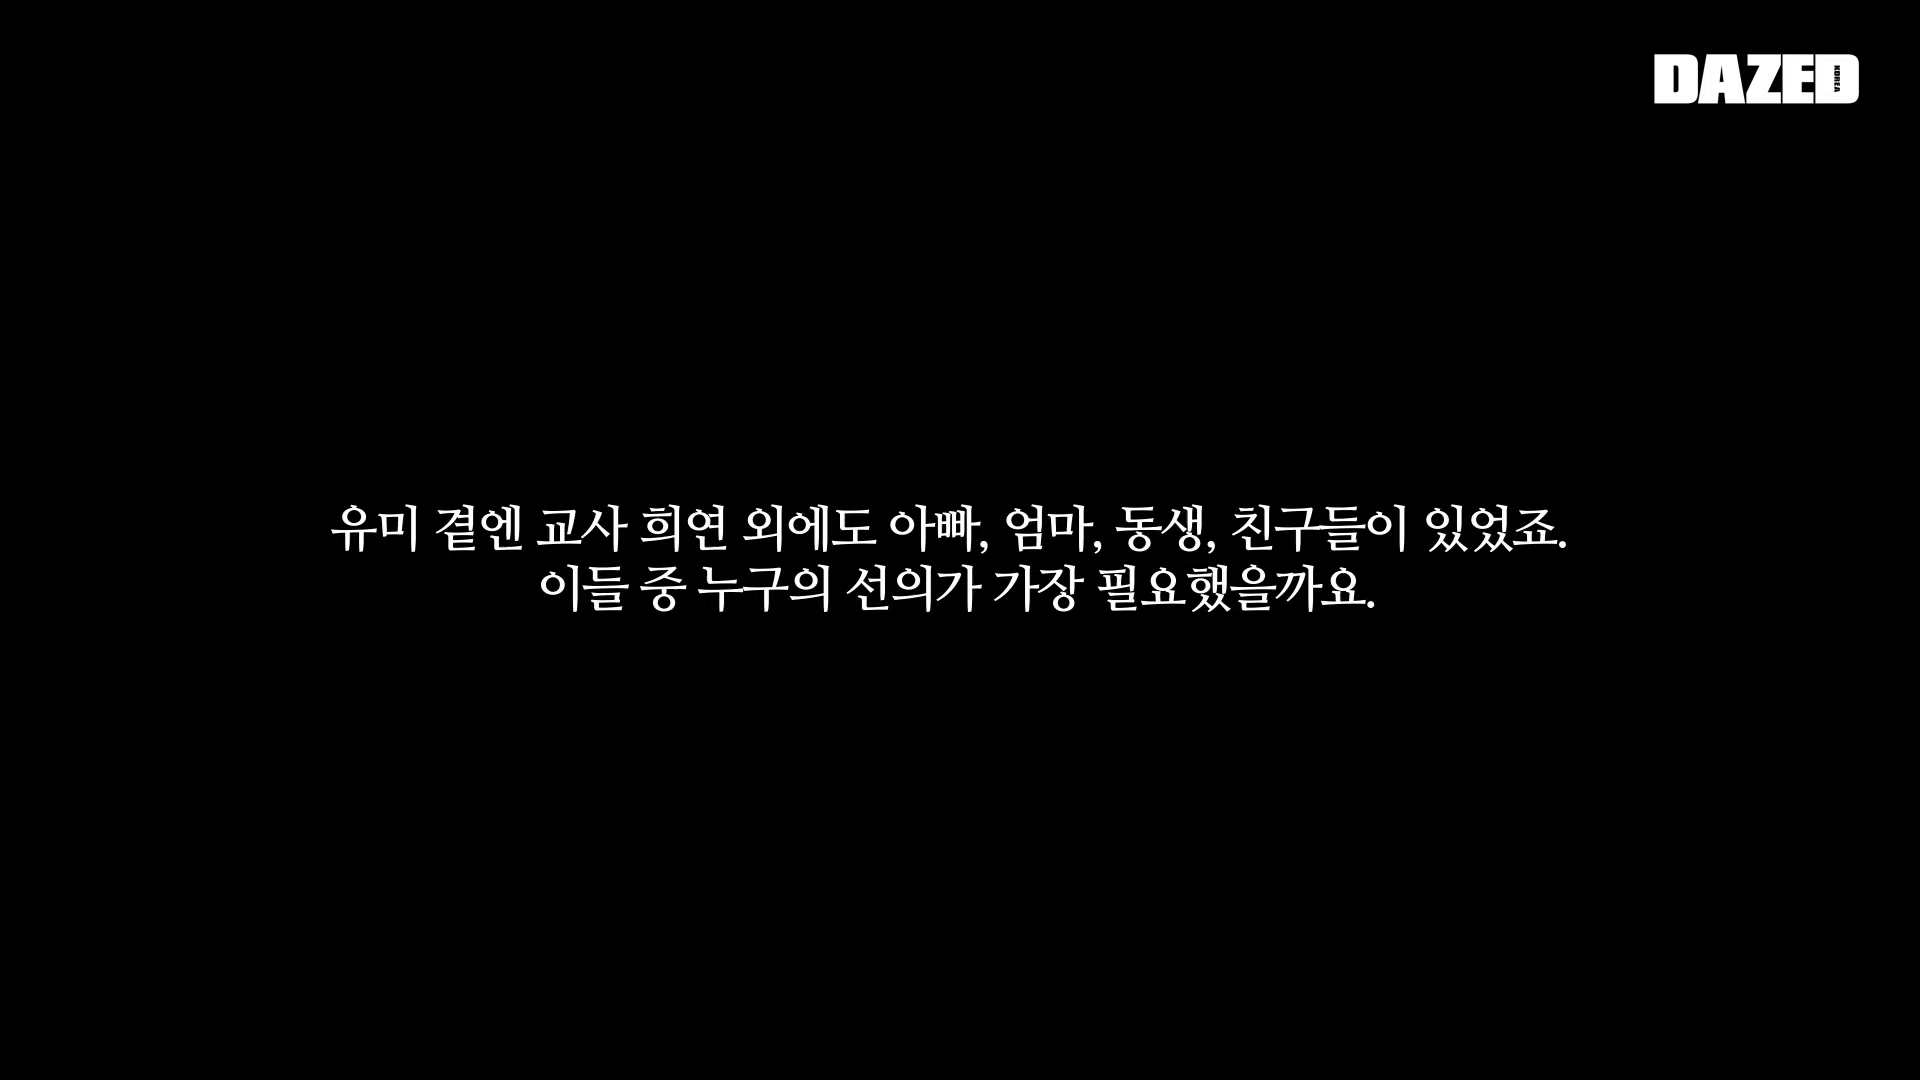 DAZED
KOREA
유미 곁엔 교사 희연 외에도 아빠, 엄마, 동생, 친구들이 있었죠.
이들 중 누구의 선의가 가장 필요했을까요.